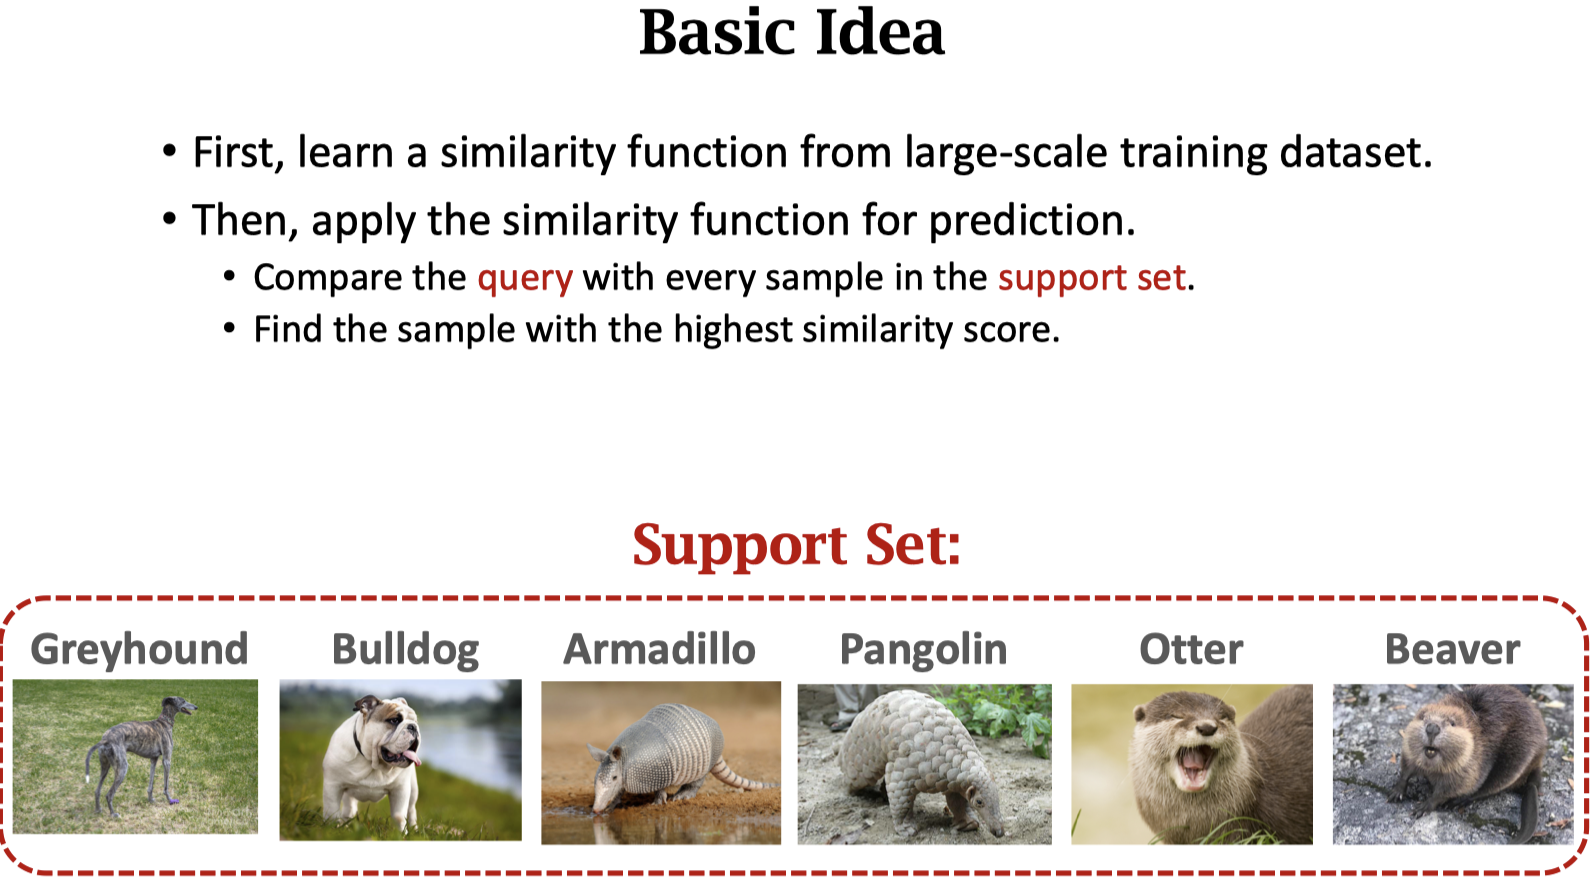 Basic Idea
• First, learn a similarity function from large-scale training dataset.
• Then, apply the similarity function for prediction.
• Compare the query with every sample in the support set.
• Find the sample with the highest similarity score.
Support Set:
Greyhound Bulldog Armadillo Pangolin Otter Beaver